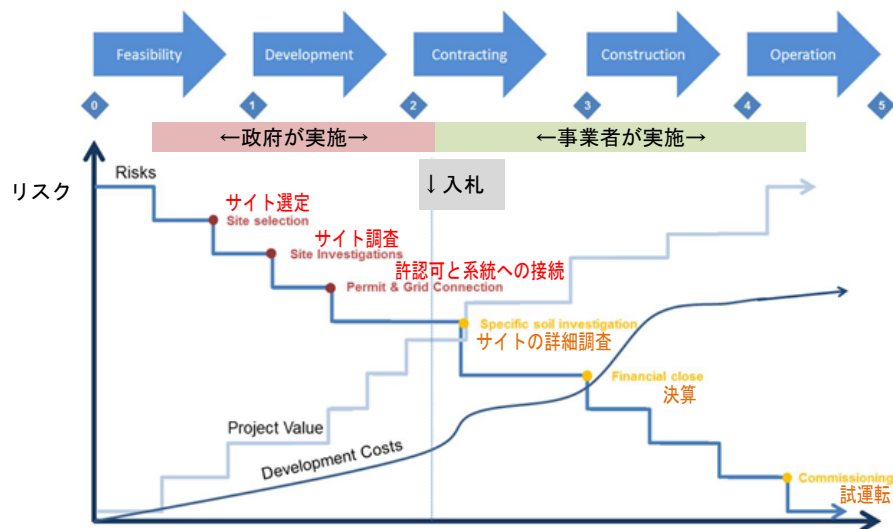 Feasibility
Development
Contracting
Construction
Operation
0
1
2
3
4
5
←政府が実施→
←事業者が実施→
Risks
リスク
↓入札
サイト選定
Site selection
サイト調査
Site Investigations
許認可と系統への接続
Permit & Grid Connection
Specific soil investigation
サイトの詳細調査
Financial close
決算
Project Value
Development Costs
Commissioning
試運転